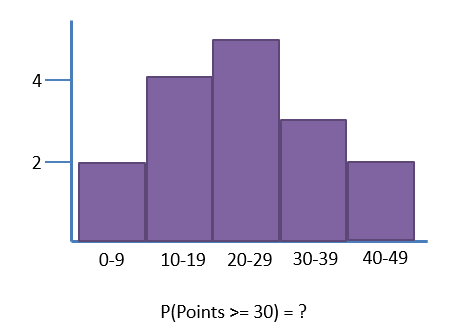 4
2
0-9 10-19 20-29 30-39 40-49
P(Points >= 30) = ?